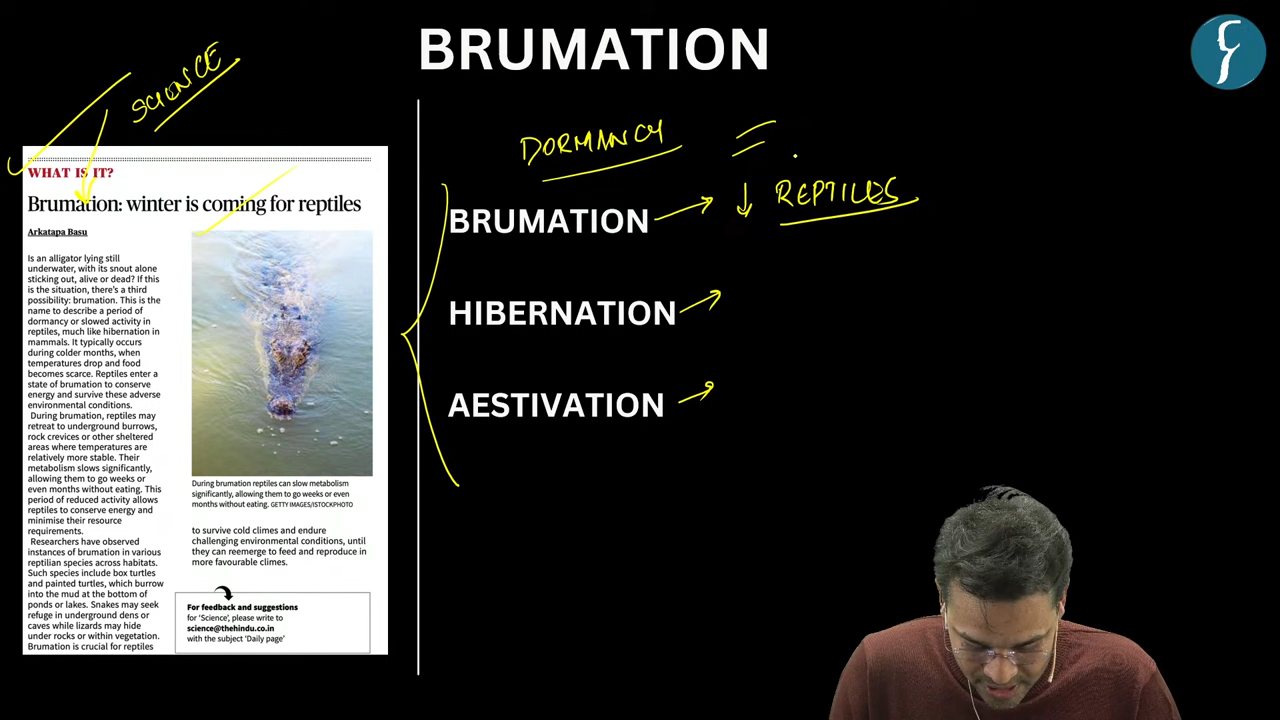 BRUMATION
SCIENCE
WHAT IS IT?
Brumation: winter is coming for reptiles
Arkatapa Basu
Is an alligator lying still
underwater, with its snout alone
sticking out, alive or dead? If this
is the situation, there's a third
possibility: brumation. This is the
name to describe a period of
dormancy or slowed activity in
reptiles, much like hibernation in
mammals. It typically occurs
during colder months, when
temperatures drop and food
becomes scarce. Reptiles enter a
state of brumation to conserve
energy and survive these adverse
environmental conditions.
During brumation, reptiles may
retreat to underground burrows,
rock crevices or other sheltered
areas where temperatures are
relatively more stable. Their
metabolism slows significantly,
allowing them to go weeks or
even months without eating. This
period of reduced activity allows
reptiles to conserve energy and
minimise their resource
requirements.
Researchers have observed
instances of brumation in various
reptilian species across habitats.
Such species include box turtles
and painted turtles, which burrow
into the mud at the bottom of
ponds or lakes. Snakes may seek
refuge in underground dens or
caves while lizards may hide
under rocks or within vegetation.
Brumation is crucial for reptiles
During brumation reptiles can slow metabolism
significantly, allowing them to go weeks or even
months without eating. GETTY IMAGES/ISTOCKPHOTO
to survive cold climes and endure
challenging environmental conditions, until
they can reemerge to feed and reproduce in
more favourable climes.
For feedback and suggestions
for 'Science', please write to
science@thehindu.co.in
with the subject 'Daily page'
DORMANCY =
BRUMATION → ↓ REPTILES
HIBERNATION →
AESTIVATION →